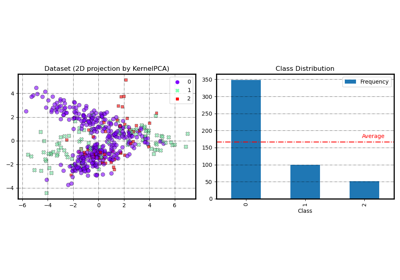 Dataset (2D projection by KernelPCA)
0
1
2
4
2
0
−2
−4
−6 −4 −2 0 2 4 6
Class Distribution
Frequency
Average
350
300
250
200
150
100
50
0
0 1 2
Class